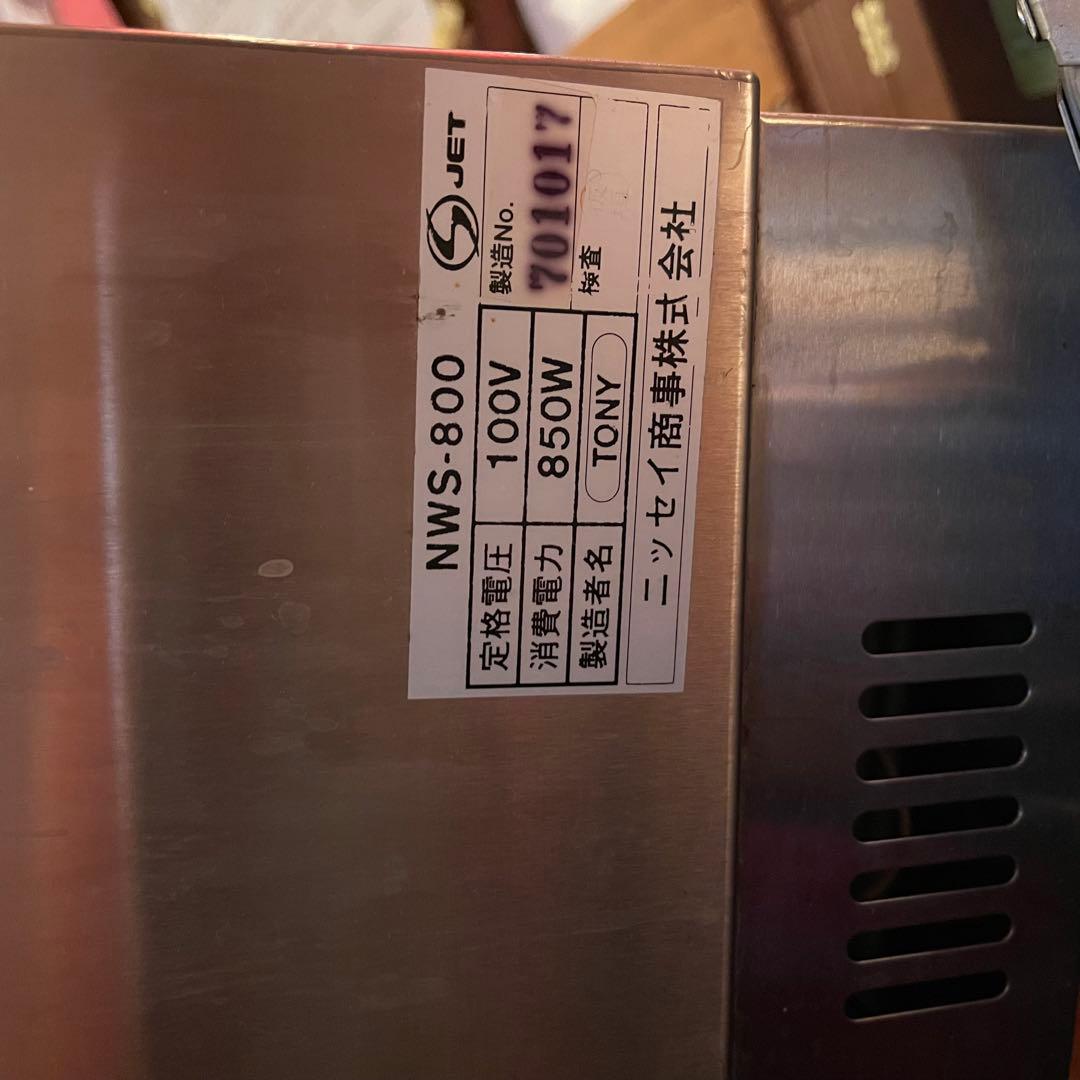 NWS-800
JET
定格電圧 100V
消費電力 850W
製造者名 TONY
製造No.
701017
検査
ニッセイ商事株式会社